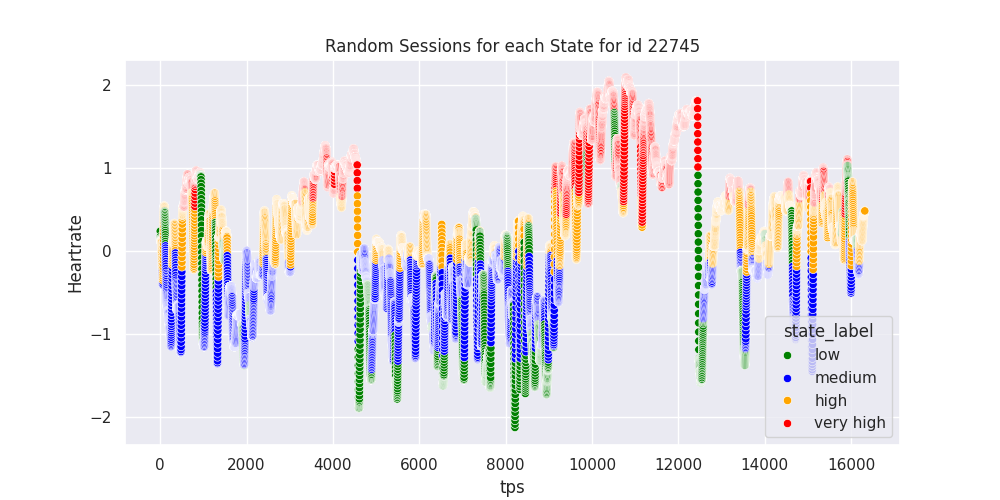 Random Sessions for each State for id 22745
Heartrate
2
1
0
−1
−2
0
2000
4000
6000
8000
10000
12000
14000
16000
tps
state_label
low
medium
high
very high